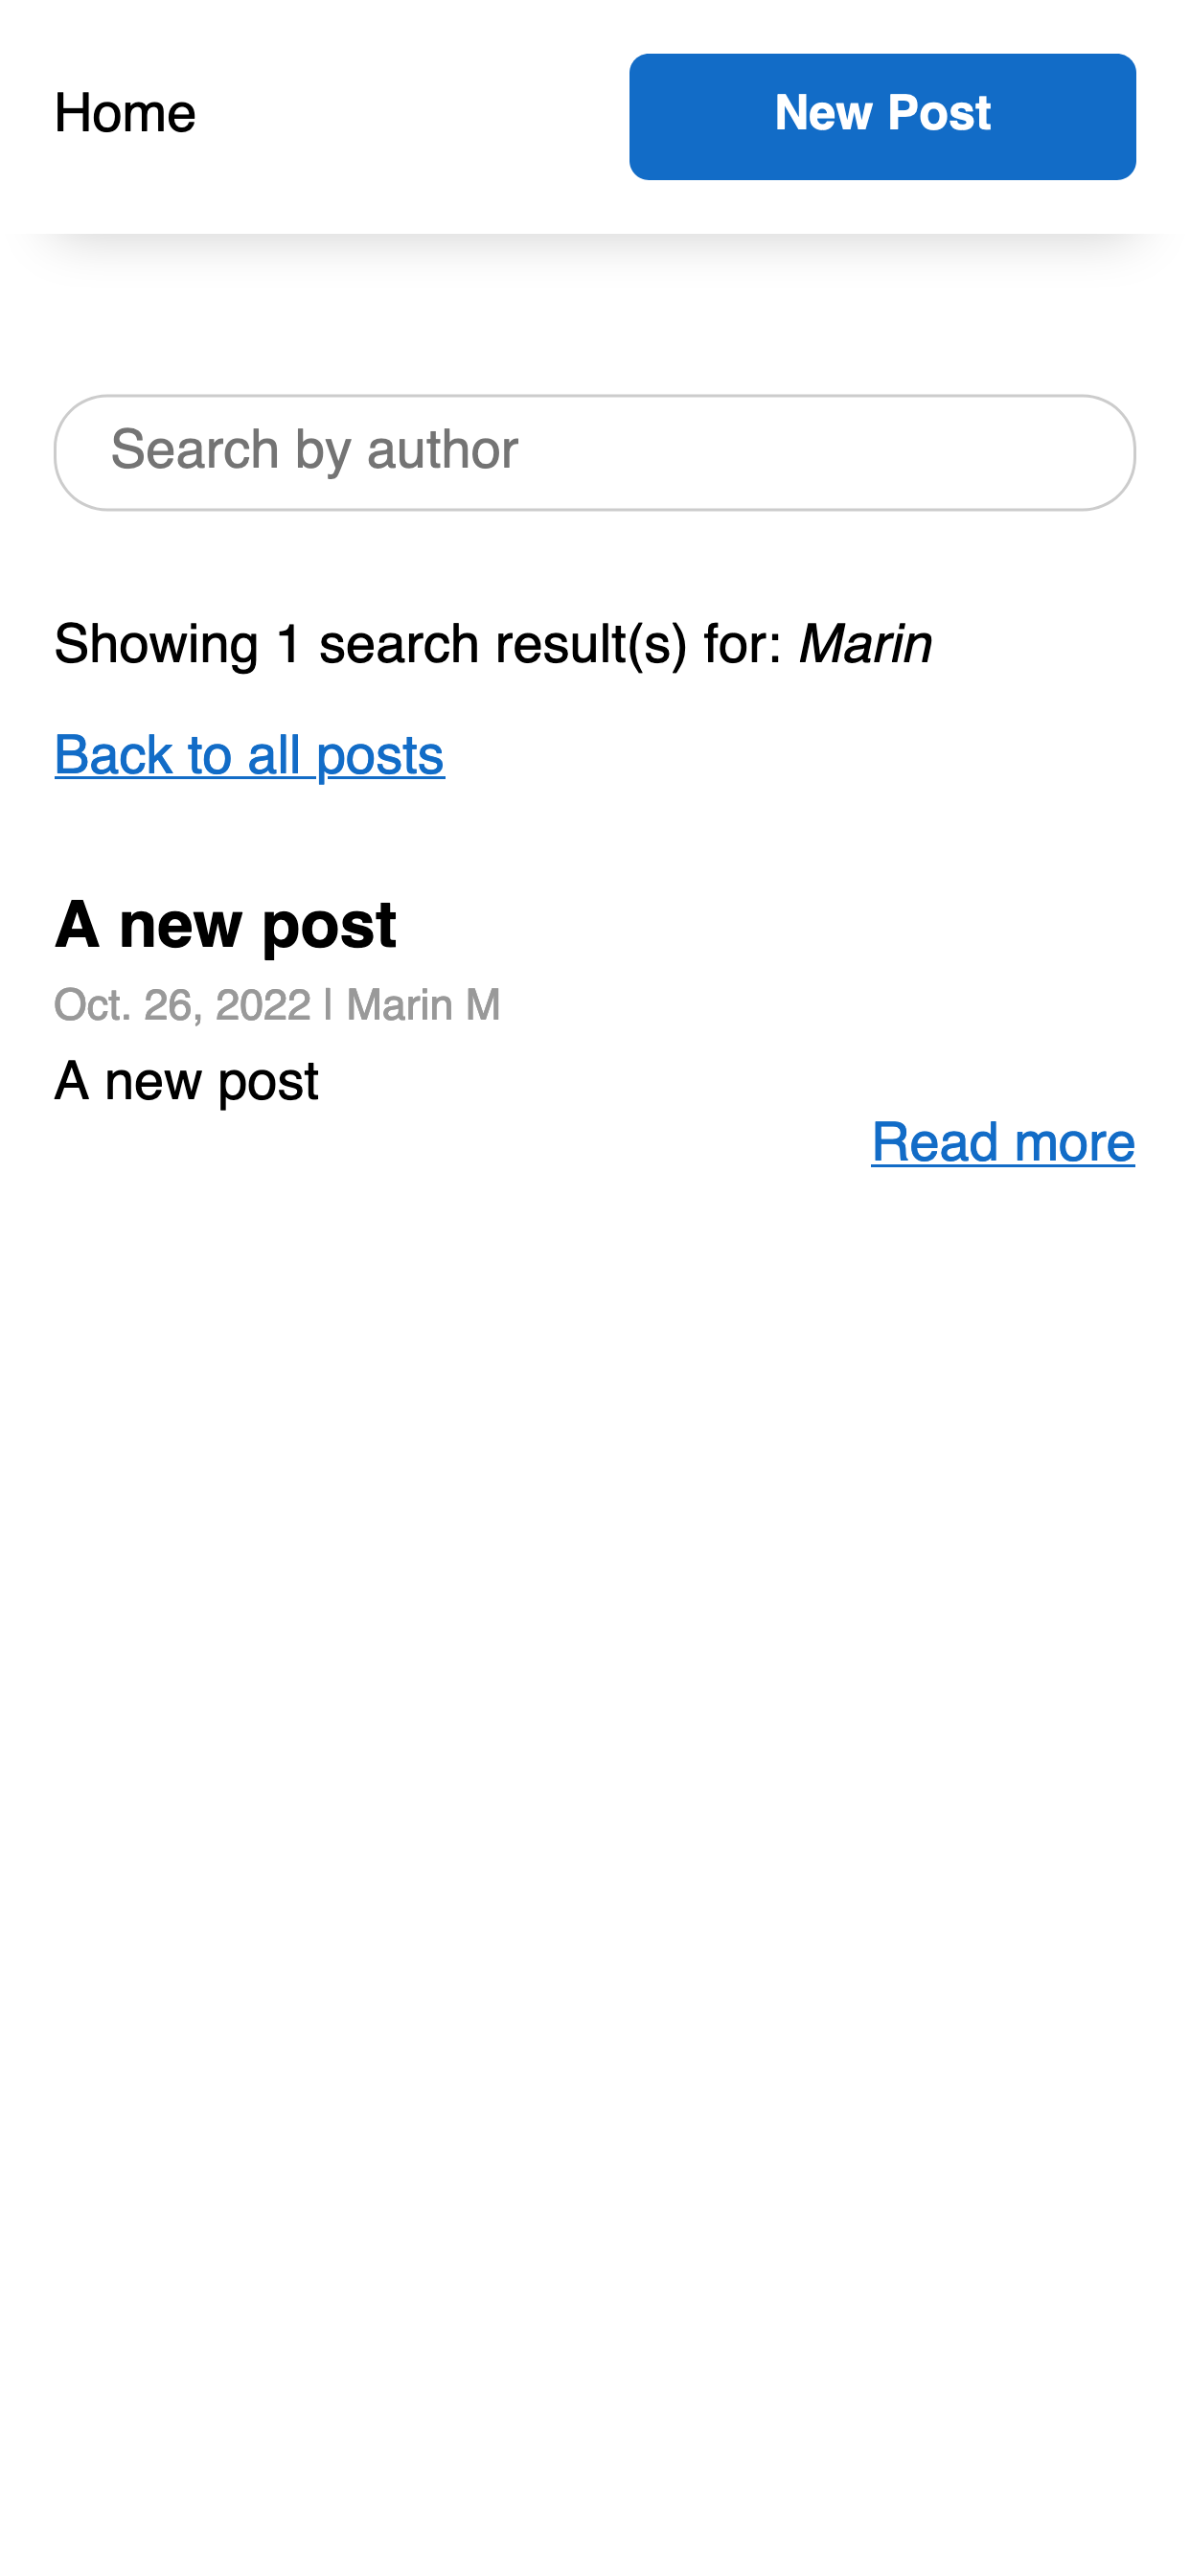 Home
New Post
Search by author
Showing 1 search result(s) for: Marin
Back to all posts
A new post
Oct. 26, 2022 | Marin M
A new post
Read more